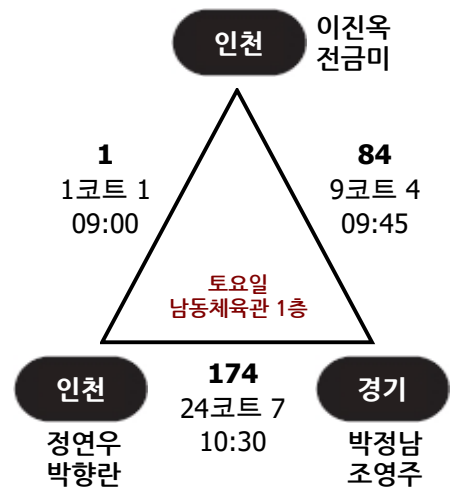 인천
이진옥
전금미
1
1코트 1
09:00
84
9코트 4
09:45
토요일
남동체육관 1층
인천
정연우
박향란
174
24코트 7
10:30
경기
박정남
조영주